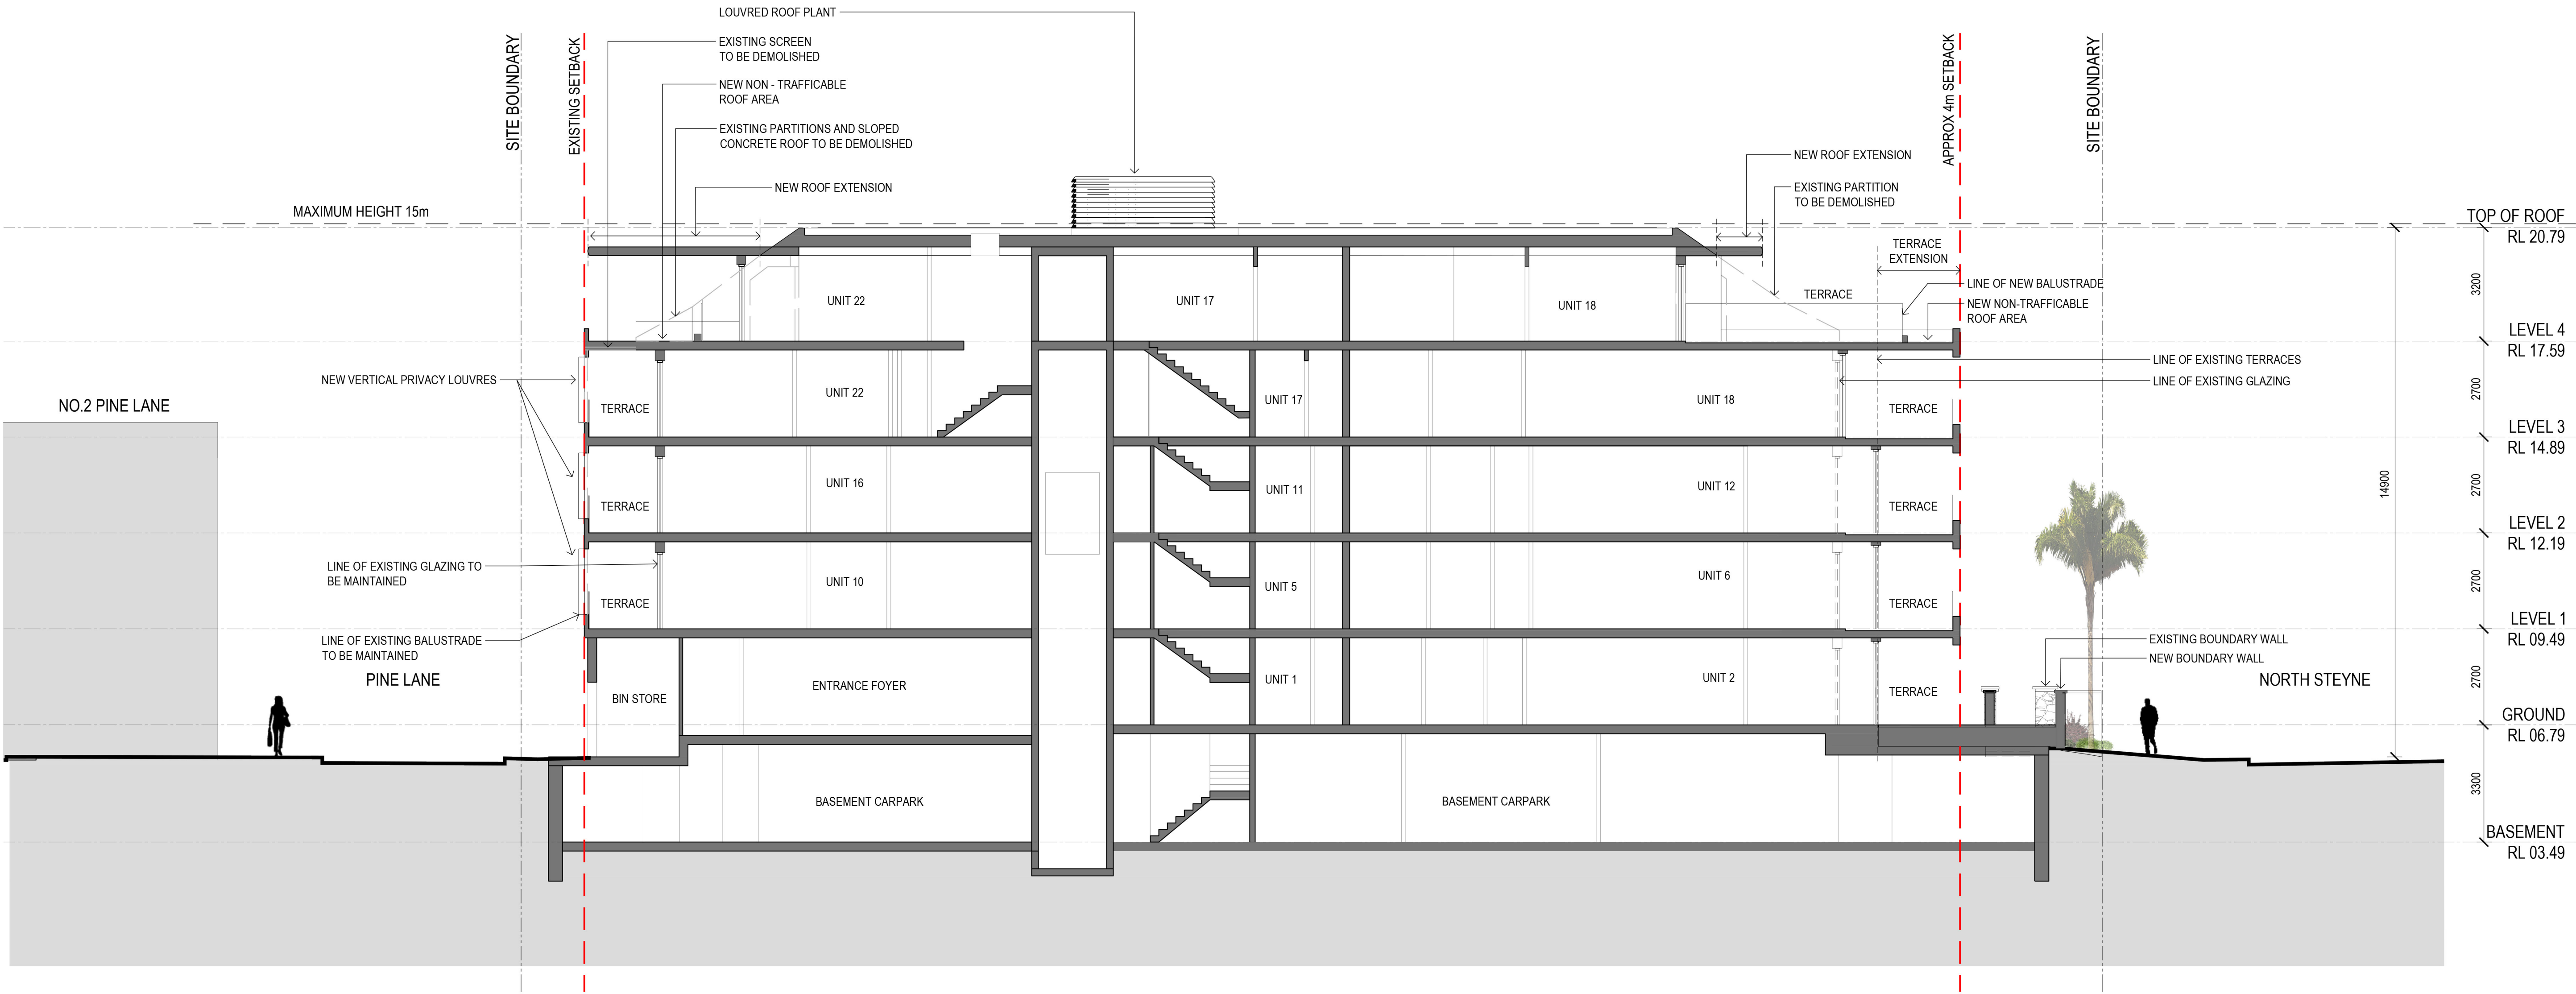 LOUVRED ROOF PLANT
EXISTING SCREEN
TO BE DEMOLISHED
NEW NON - TRAFFICABLE
ROOF AREA
EXISTING PARTITIONS AND SLOPED
CONCRETE ROOF TO BE DEMOLISHED
NEW ROOF EXTENSION
SITE BOUNDARY
EXISTING SETBACK
APPROX 4m SETBACK
SITE BOUNDARY
NEW ROOF EXTENSION
EXISTING PARTITION
TO BE DEMOLISHED
MAXIMUM HEIGHT 15m
TOP OF ROOF
RL 20.79
TERRACE
EXTENSION
LINE OF NEW BALUSTRADE
NEW NON-TRAFFICABLE
ROOF AREA
3200
UNIT 22
UNIT 17
UNIT 18
TERRACE
LEVEL 4
RL 17.59
LINE OF EXISTING TERRACES
LINE OF EXISTING GLAZING
2700
NEW VERTICAL PRIVACY LOUVRES
NO.2 PINE LANE
TERRACE
UNIT 22
UNIT 17
UNIT 18
TERRACE
LEVEL 3
RL 14.89
14900
2700
TERRACE
UNIT 16
UNIT 11
UNIT 12
TERRACE
LEVEL 2
RL 12.19
2700
LINE OF EXISTING GLAZING TO
BE MAINTAINED
TERRACE
UNIT 10
UNIT 5
UNIT 6
TERRACE
LEVEL 1
RL 09.49
LINE OF EXISTING BALUSTRADE
TO BE MAINTAINED
EXISTING BOUNDARY WALL
NEW BOUNDARY WALL
2700
PINE LANE
BIN STORE
ENTRANCE FOYER
UNIT 1
UNIT 2
TERRACE
NORTH STEYNE
GROUND
RL 06.79
3300
BASEMENT CARPARK
BASEMENT CARPARK
BASEMENT
RL 03.49